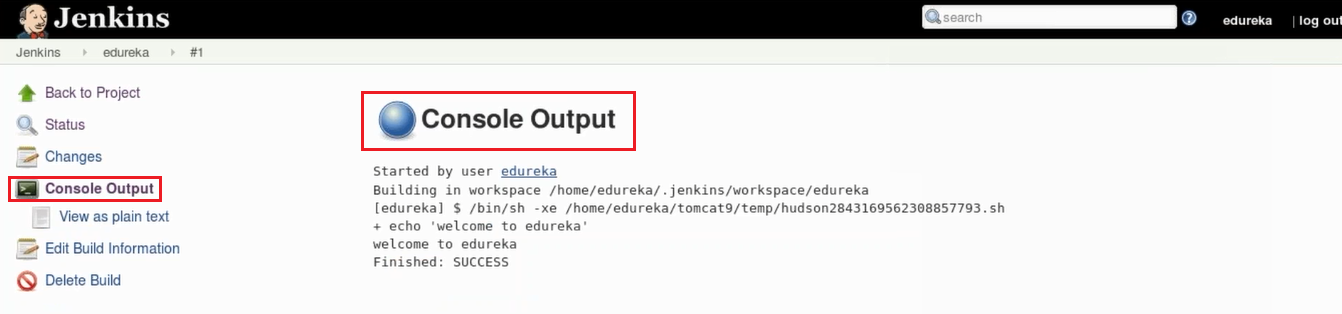 Jenkins
search
edureka | log out
Jenkins edureka #1
Back to Project
Status
Changes
Console Output
View as plain text
Edit Build Information
Delete Build
Console Output
Started by user edureka
Building in workspace /home/edureka/.jenkins/workspace/edureka
[edureka] $ /bin/sh -xe /home/edureka/tomcat9/temp/hudson2843169562308857793.sh
+ echo 'welcome to edureka'
welcome to edureka
Finished: SUCCESS